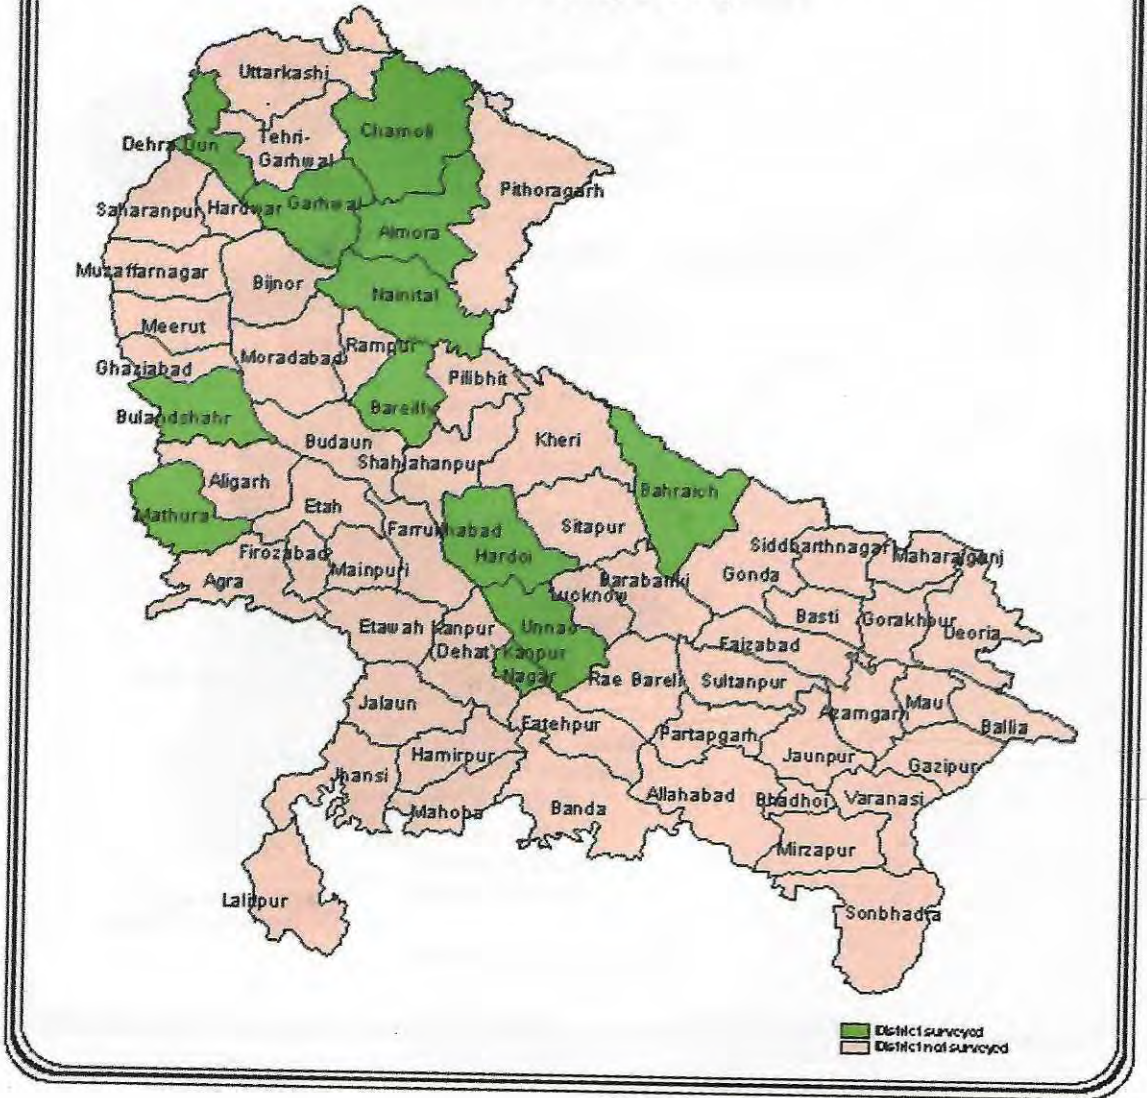 Uttarkashi
Tehri-
Garhwal
Chamoli
Dehra Dun
Pithoragarh
Saharanpur
Hardwar
Garhwal
Almora
Muzaffarnagar
Bijnor
Nainital
Meerut
Moradabad
Rampur
Ghaziabad
Pilibhit
Bulandshahr
Bareilly
Budaun
Kheri
Shahjahanpur
Aligarh
Bahraich
Mathura
Etah
Farrukhabad
Sitapur
Hardoi
Firozabad
Mainpuri
Agra
Siddharthnagar
Maharajganj
Gonda
Barabanki
Lucknow
Basti
Gorakhpur
Deoria
Etawah
Kanpur
(Dehat)
Unnao
Kanpur
Nagar
Faizabad
Rae Bareli
Sultanpur
Azamgarh
Mau
Ballia
Jalaun
Fatehpur
Partapgarh
Jaunpur
Gazipur
Hamirpur
Jhansi
Mahoba
Banda
Allahabad
Bhadhoi
Varanasi
Mirzapur
Lalitpur
Sonbhadra
District surveyed
District not surveyed